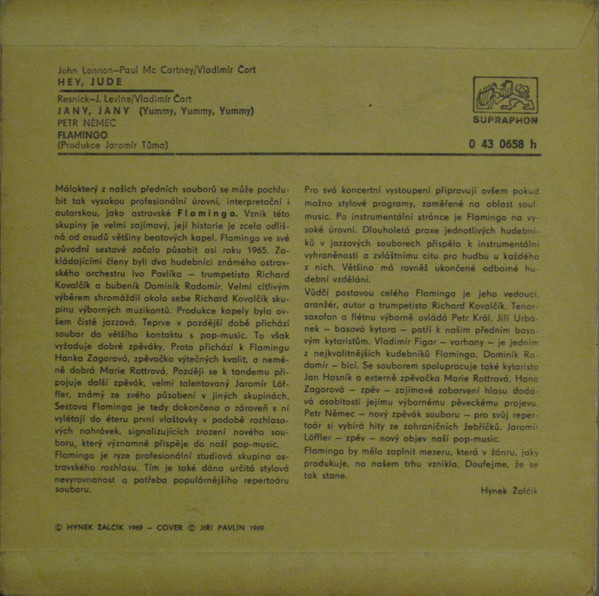 John Lennon–Paul Mc Cartney/Vladimír Čort
HEY, JUDE
Resnick–J. Levine/Vladimír Čort
JANY, JANY (Yummy, Yummy, Yummy)
PETR NĚMEC
FLAMINGO
(Produkce Jaromír Tůma)
SUPRAPHON
0 43 0658 h
Málokterý z našich předních souborů se může pochlu-
bit tak vysokou profesionální úrovní, interpretační i
autorskou, jako ostravské Flamingo. Vznik této
skupiny je velmi zajímavý, její historie je zcela odliš-
ná od osudů většiny beatových kapel. Flamingo ve své
původní sestavě začalo působit asi roku 1965. Za-
kládajícími členy byli dva hudebníci známého ostrav-
ského orchestru Ivo Pavlíka – trumpetista Richard
Kovalčík a bubeník Dominik Radomír. Velmi citlivým
výběrem shromáždil okolo sebe Richard Kovalčík sku-
pinu výborných muzikantů. Produkce kapely byla ov-
šem čistě jazzová. Teprve v pozdější době přichází
soubor do většího kontaktu s pop-music. To však
vyžaduje dobré zpěváky. Proto přichází k Flamingu
Hanka Zagorová, zpěvačka výtečných kvalit, a nemé-
ně dobrá Marie Rottrová. Později se k tandemu při-
pojuje další zpěvák, velmi talentovaný Jaromír Löf-
fler, známý ze svého působení v jiných skupinách.
Sestava Flaminga je tedy dokončena a zároveň s ní
vylétají do éteru první vlaštovky v podobě rozhlaso-
vých nahrávek, signalizujících zrození nového sou-
boru, který významně přispěje do naší pop-music.
Flamingo je ryze profesionální studiová skupina os-
travského rozhlasu. Tím je také dána určitá stylová
nevyrovnanost a potřeba populárnějšího repertoáru
souboru.
Pro svá koncertní vystoupení připravují ovšem pokud
možno stylové programy, zaměřené na oblast soul-
music. Po instrumentální stránce je Flamingo na vy-
soké úrovni. Dlouholetá praxe jednotlivých hudební-
ků v jazzových souborech přispěla k instrumentální
vyhraněnosti a zvláštnímu citu pro hudbu u každého
z nich. Většina má rovněž ukončené odborné hu-
dební vzdělání.
Vůdčí postavou celého Flaminga je jeho vedoucí,
aranžér, autor a trumpetista Richard Kovalčík. Tenor-
saxofon a flétnu výborně ovládá Petr Král, Jiří Urbá-
nek – basová kytara – patří k našim předním baso-
vým kytaristům. Vladimír Figar – varhany – je jedním
z nejkvalitnějších kudebníků Flaminga. Dominik Ra-
domír – bicí. Se souborem spolupracuje také kytarista
Jan Hasník a externě zpěvačka Marie Rottrová. Hana
Zagorová – zpěv – zajímavé zabarvení hlasu dodá-
vá osobitosti jejímu výbornému pěveckému projevu.
Petr Němec – nový zpěvák souboru – pro svůj reper-
toár si vybírá hity ze zahraničních žebříčků. Jaromír
Löffler – zpěv – nový objev naší pop-music.
Flamingo by mělo zaplnit mezeru, která v žánru, jaký
produkuje, na našem trhu vznikla. Doufejme, že se
tak stane.
Hynek Žalčík
© HYNEK ŽALČÍK 1969 – COVER © JIŘÍ PAVLÍN 1969